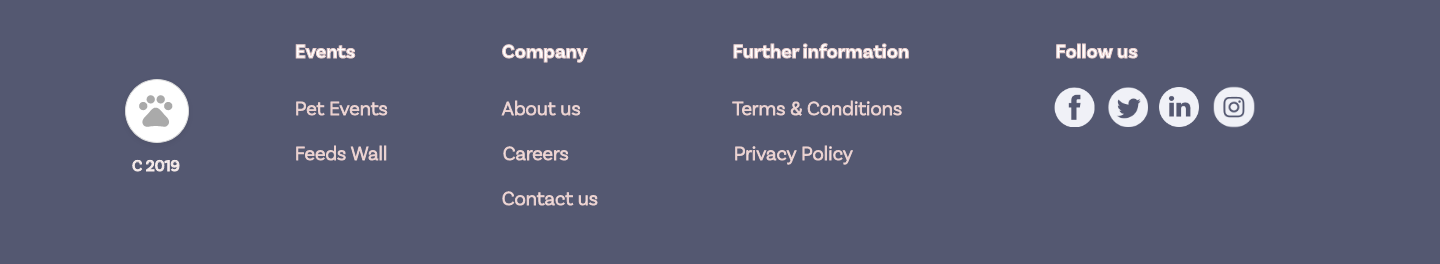 C 2019
Events
Pet Events
Feeds Wall
Company
About us
Careers
Contact us
Further information
Terms & Conditions
Privacy Policy
Follow us